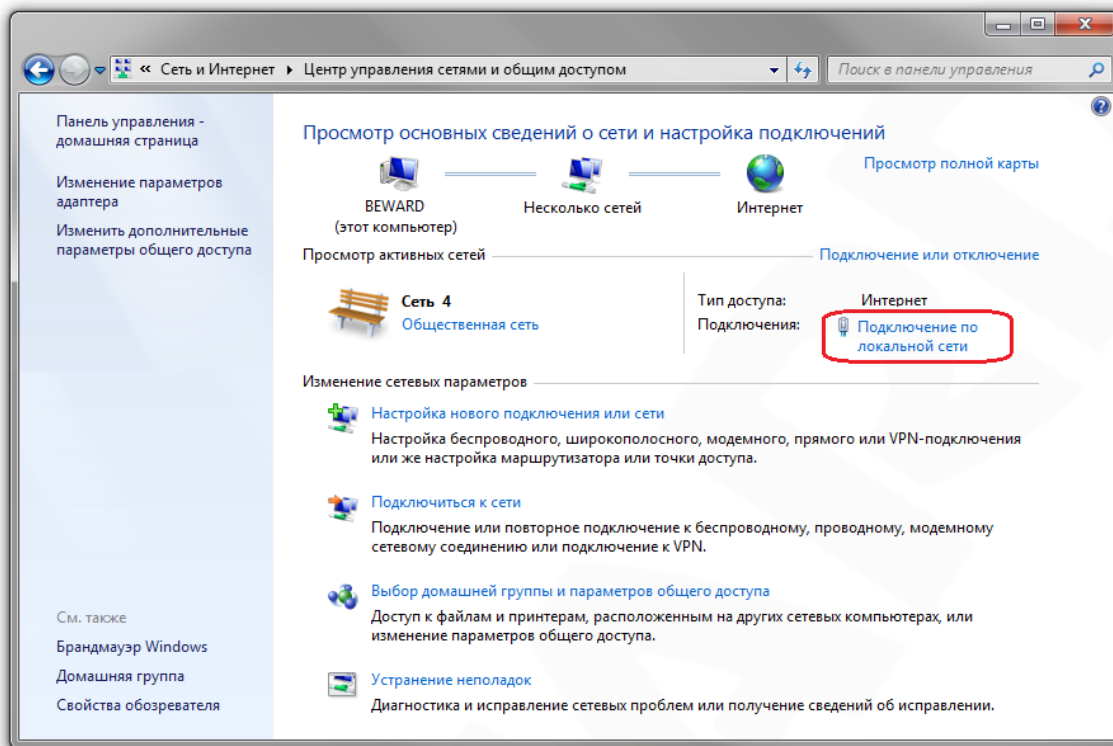 « Сеть и Интернет ▸ Центр управления сетями и общим доступом
Поиск в панели управления
Панель управления -
домашняя страница
Изменение параметров
адаптера
Изменить дополнительные
параметры общего доступа
См. также
Брандмауэр Windows
Домашняя группа
Свойства обозревателя
Просмотр основных сведений о сети и настройка подключений
BEWARD
(этот компьютер)
Несколько сетей
Интернет
Просмотр полной карты
Просмотр активных сетей
Подключение или отключение
Сеть 4
Общественная сеть
Тип доступа: Интернет
Подключения: Подключение по
локальной сети
Изменение сетевых параметров
Настройка нового подключения или сети
Настройка беспроводного, широкополосного, модемного, прямого или VPN-подключения
или же настройка маршрутизатора или точки доступа.
Подключиться к сети
Подключение или повторное подключение к беспроводному, проводному, модемному
сетевому соединению или подключение к VPN.
Выбор домашней группы и параметров общего доступа
Доступ к файлам и принтерам, расположенным на других сетевых компьютерах, или
изменение параметров общего доступа.
Устранение неполадок
Диагностика и исправление сетевых проблем или получение сведений об исправлении.